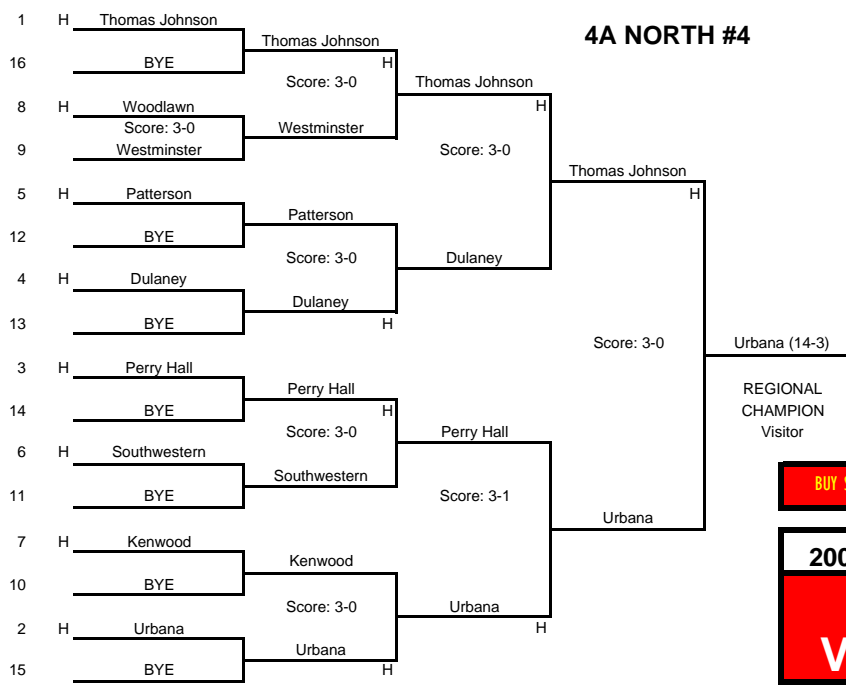 4A NORTH #4
1 H Thomas Johnson
Thomas Johnson
16 BYE
H
Score: 3-0
Thomas Johnson
8 H Woodlawn
H
Score: 3-0
Westminster
9 Westminster
Score: 3-0
Thomas Johnson
5 H Patterson
H
Patterson
12 BYE
Score: 3-0
Dulaney
4 H Dulaney
Dulaney
13 BYE
H
Score: 3-0
Urbana (14-3)
3 H Perry Hall
Perry Hall
REGIONAL
CHAMPION
Visitor
14 BYE
H
Score: 3-0
Perry Hall
6 H Southwestern
Southwestern
11 BYE
Score: 3-1
BUY
Urbana
7 H Kenwood
Kenwood
200
10 BYE
Score: 3-0
Urbana
2 H Urbana
H
Urbana
V
15 BYE
H